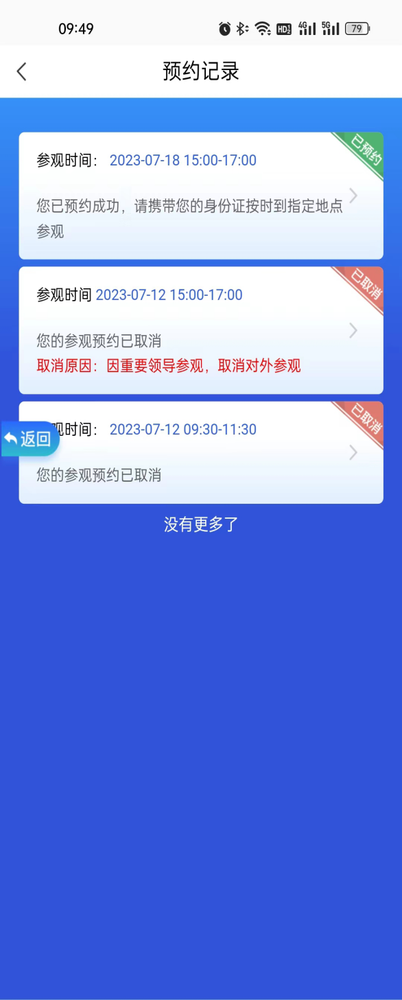 09:49
HD 1 2 4G 5G 79
预约记录
已预约
参观时间： 2023-07-18 15:00-17:00
您已预约成功，请携带您的身份证按时到指定地点
参观
已取消
参观时间 2023-07-12 15:00-17:00
您的参观预约已取消
取消原因：因重要领导参观，取消对外参观
已取消
观时间： 2023-07-12 09:30-11:30
返回
您的参观预约已取消
没有更多了